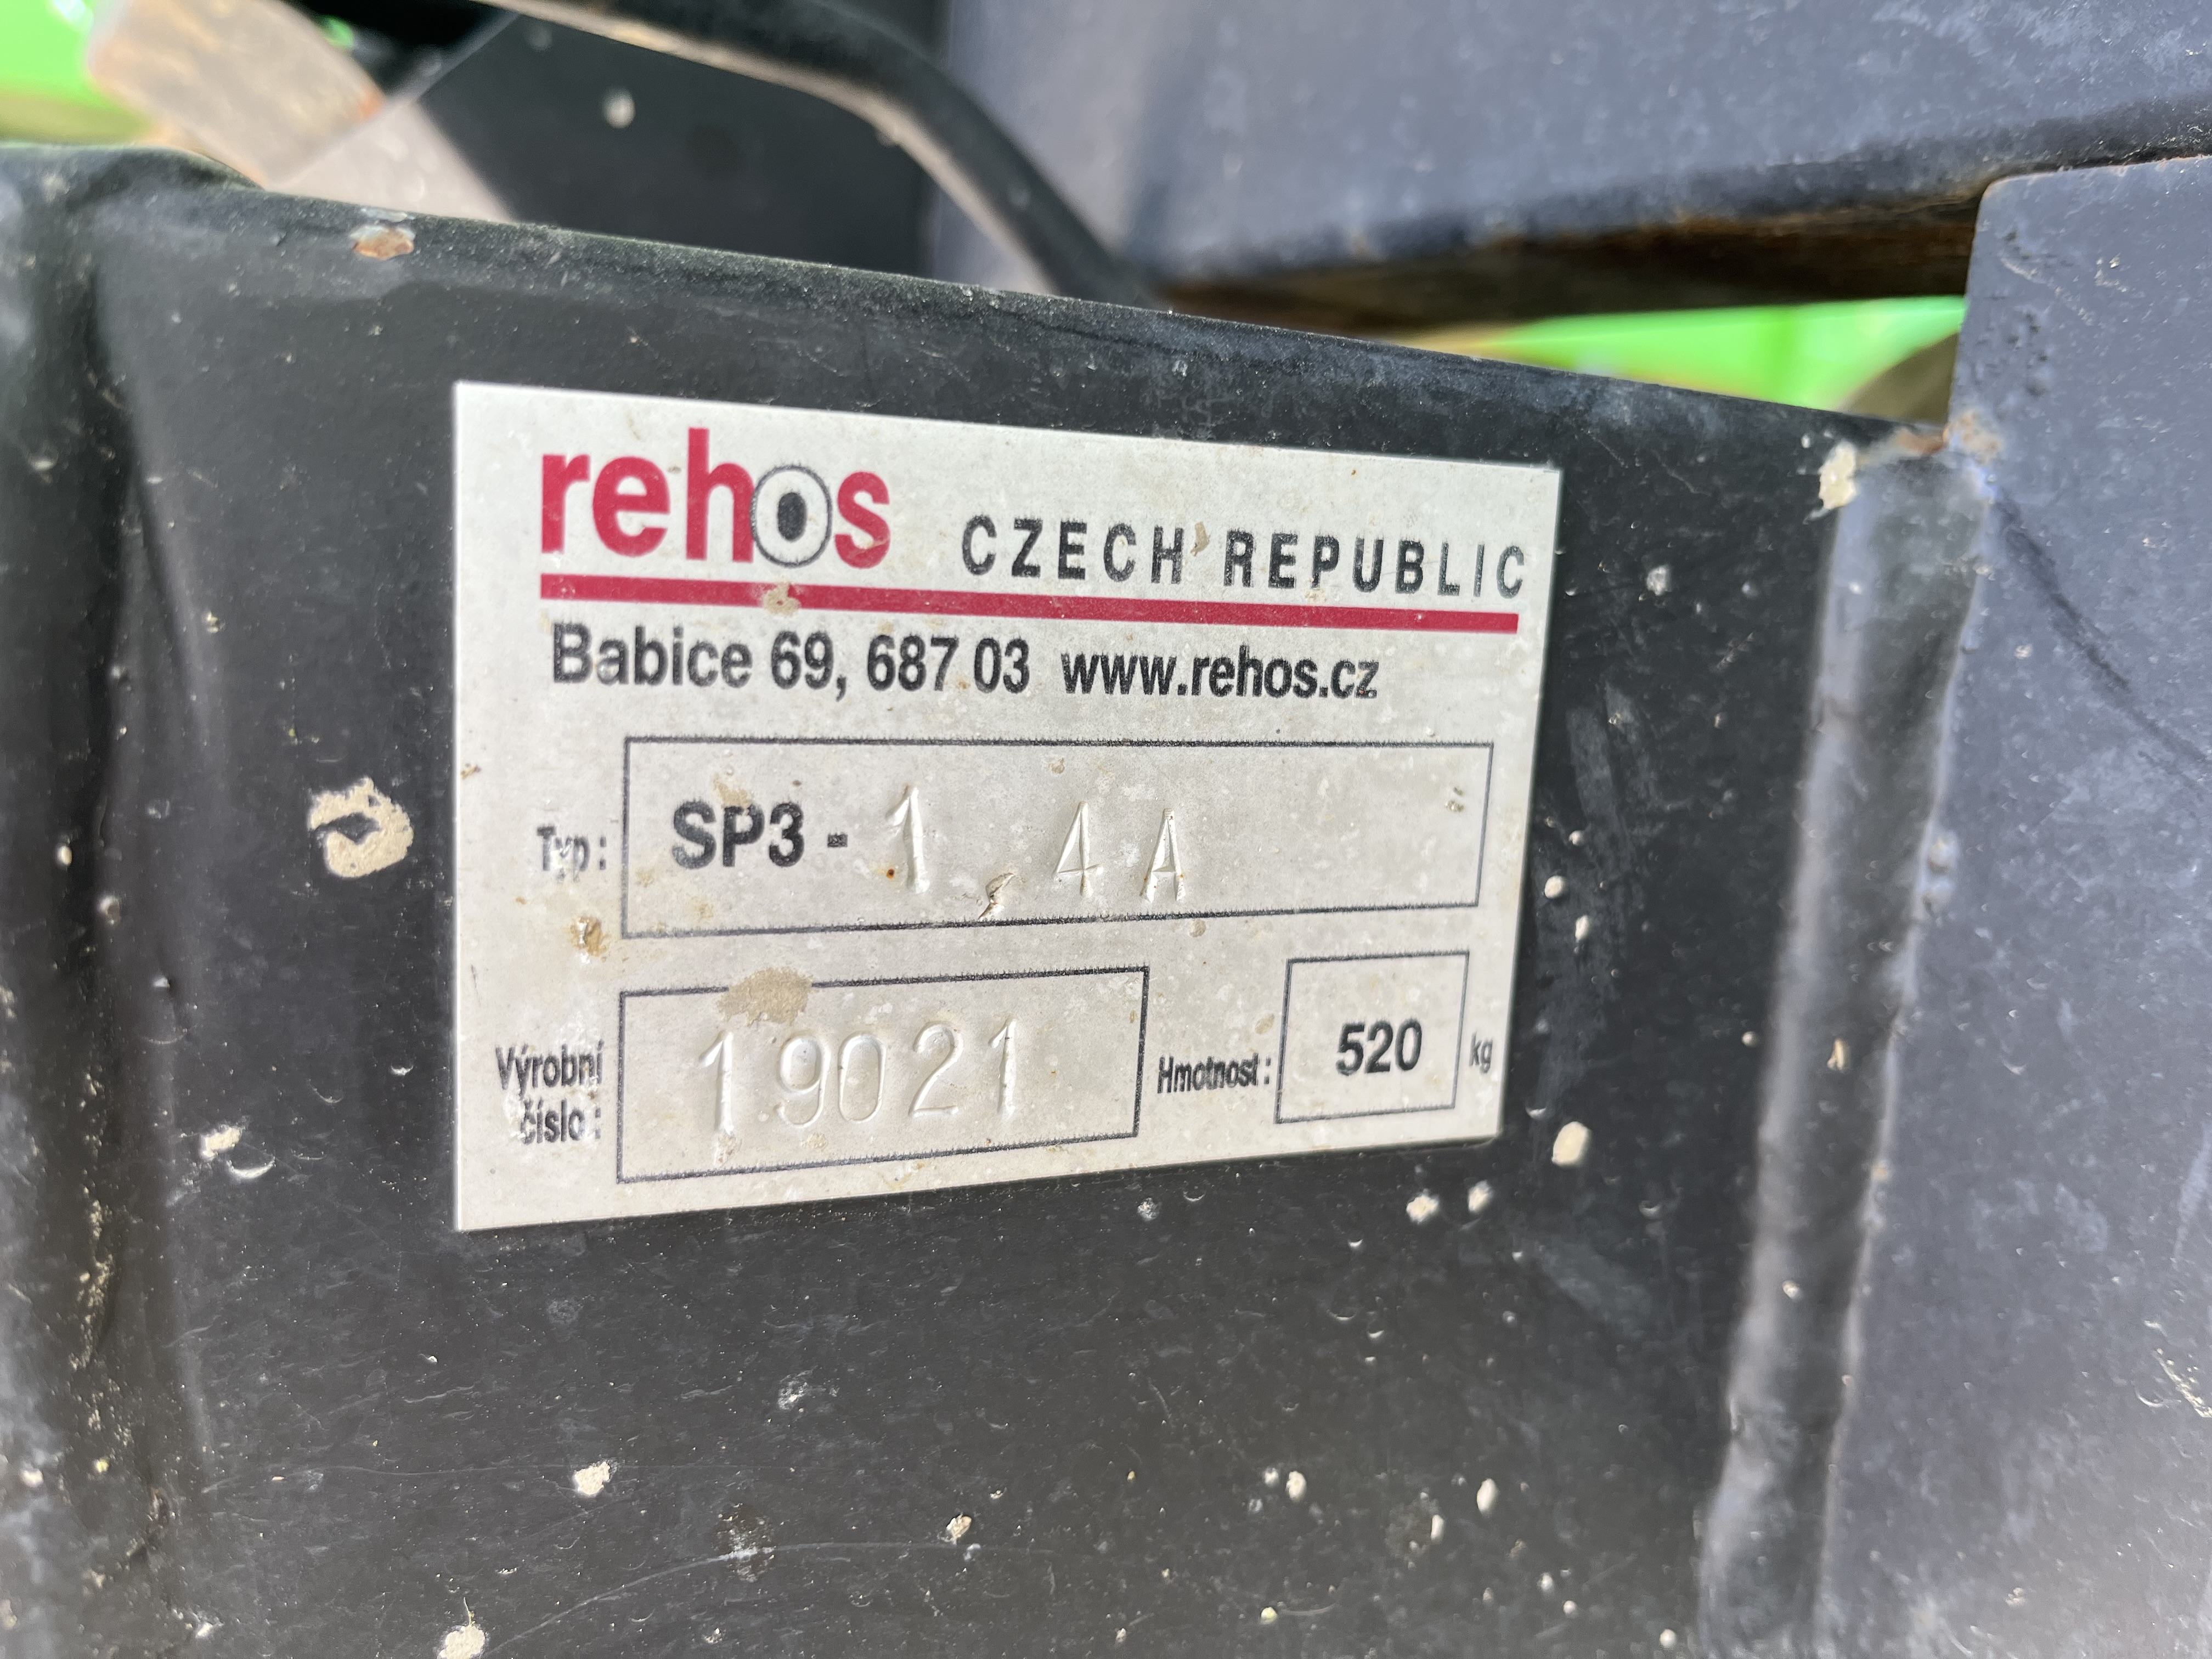 rehos CZECH REPUBLIC
Babice 69, 687 03 www.rehos.cz
Typ: SP3 - 1,4A
Výrobní číslo: 19021 Hmotnost: 520 kg